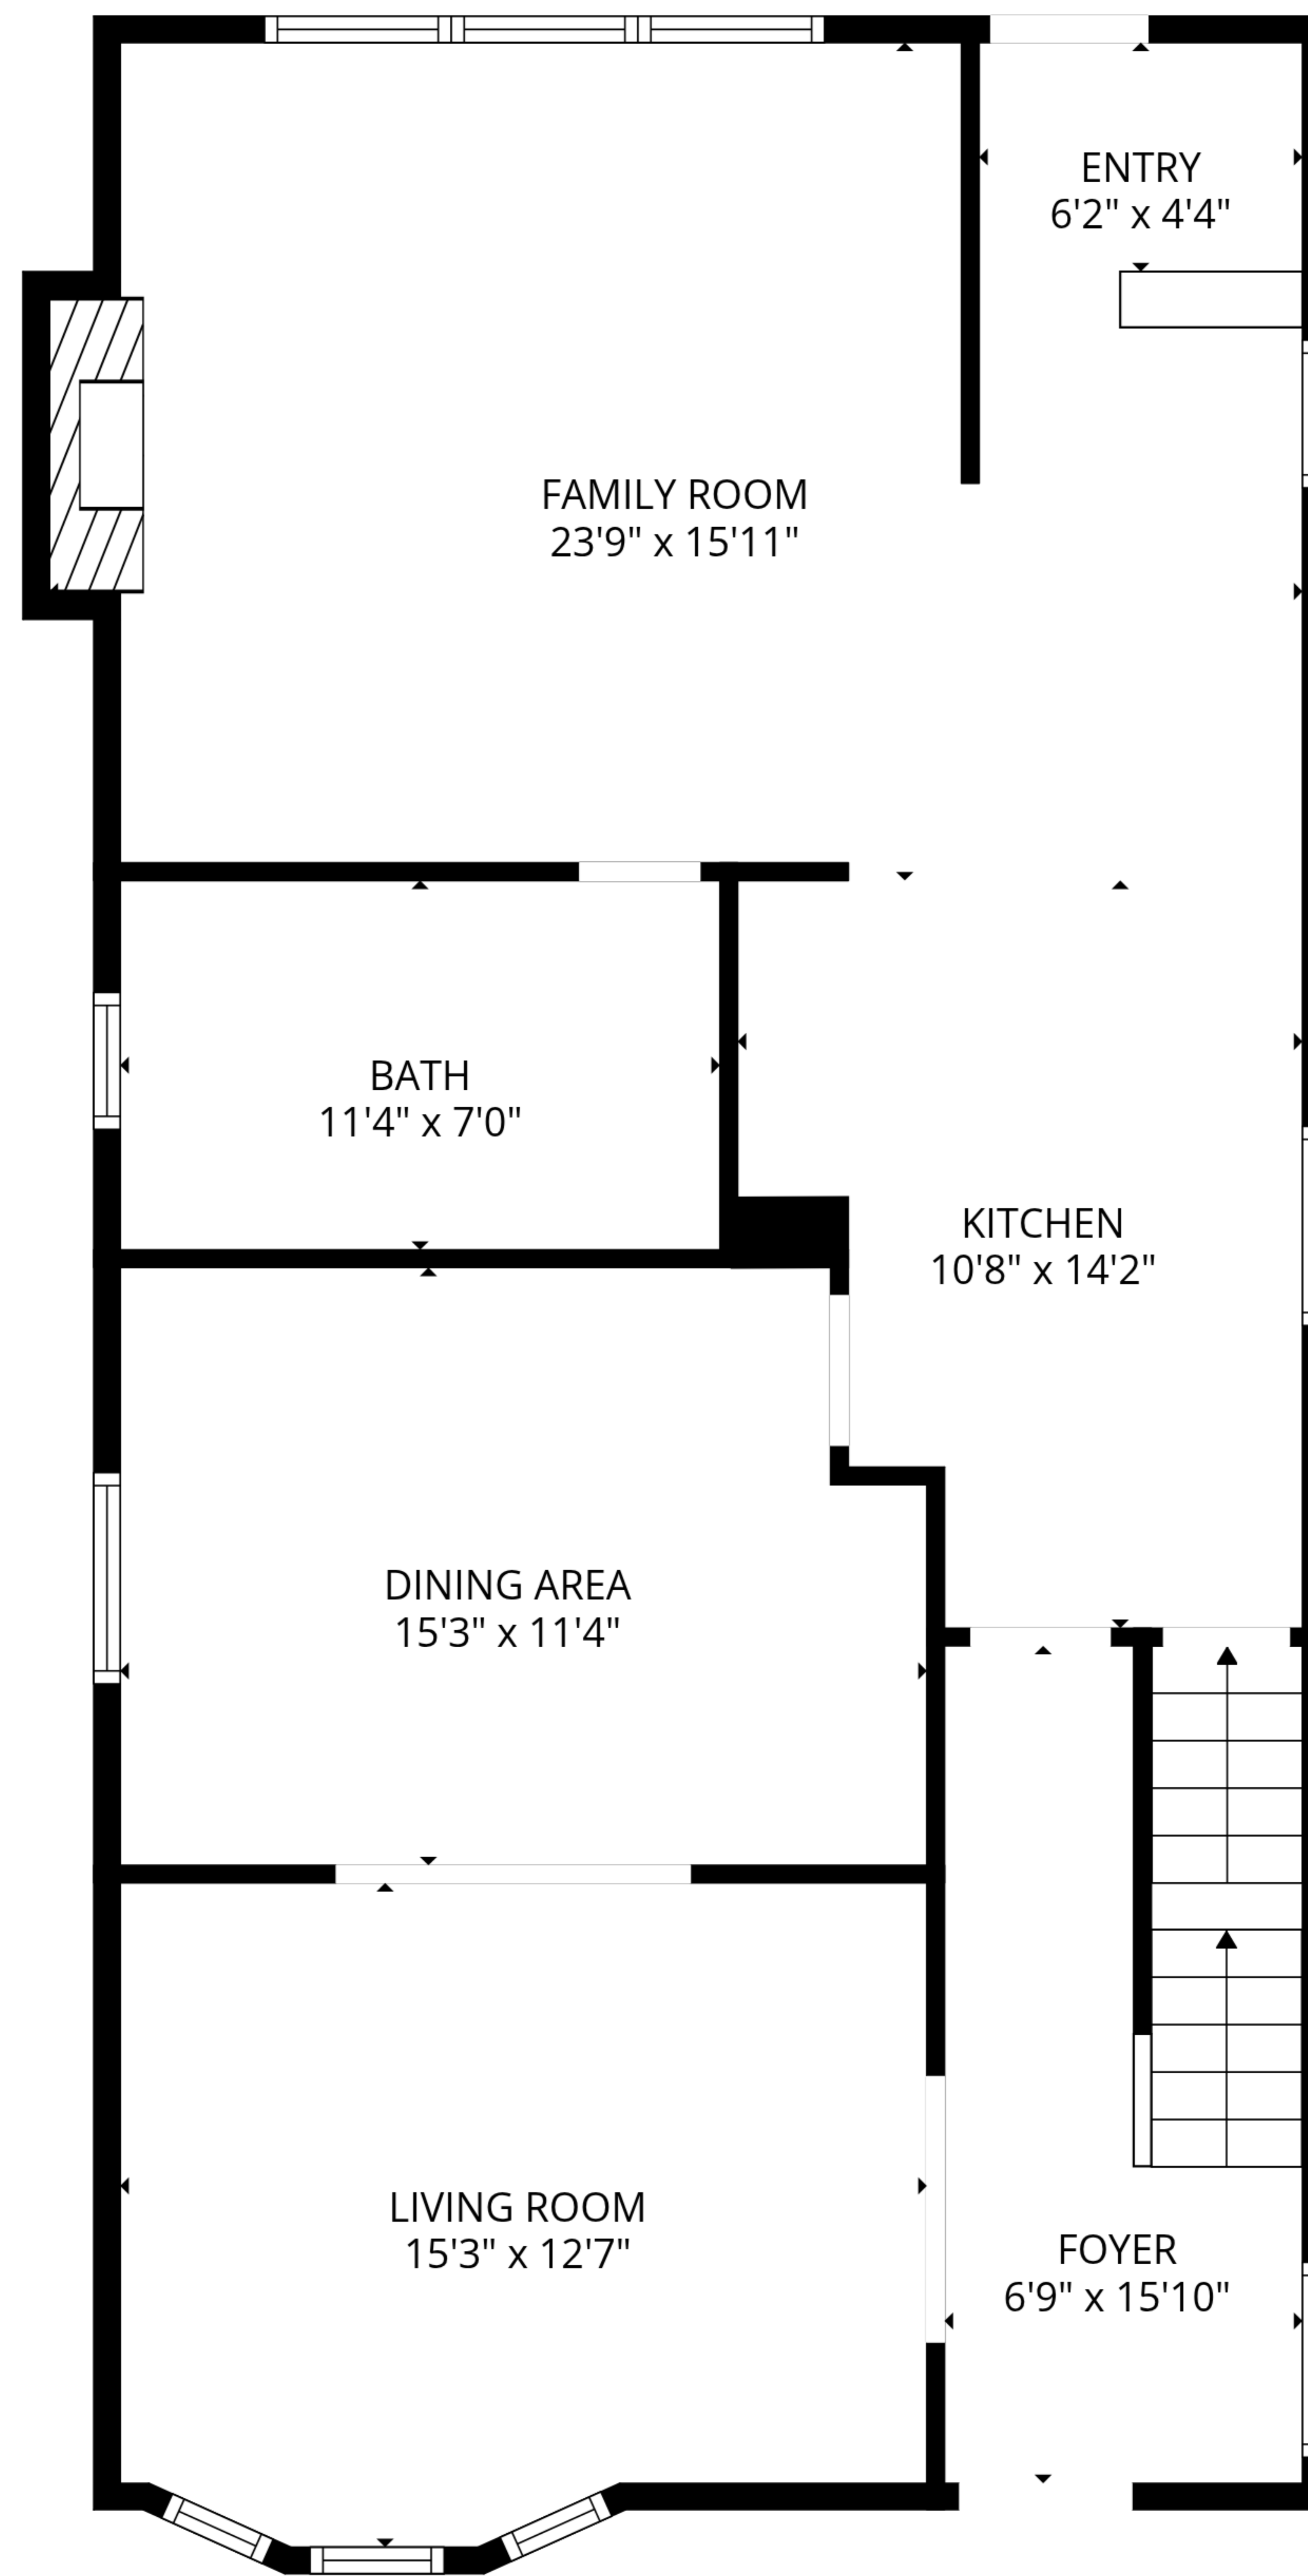 ENTRY
6'2" x 4'4"
FAMILY ROOM
23'9" x 15'11"
BATH
11'4" x 7'0"
KITCHEN
10'8" x 14'2"
DINING AREA
15'3" x 11'4"
LIVING ROOM
15'3" x 12'7"
FOYER
6'9" x 15'10"